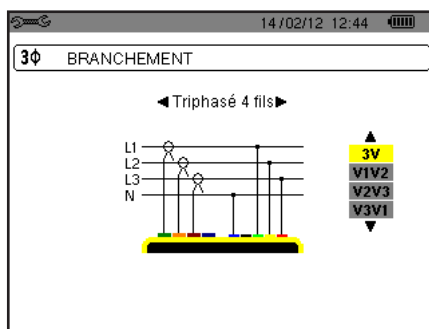 14/02/12 12:44
3Φ BRANCHEMENT
◄Triphasé 4 fils►
L1
L2
L3
N
3V
V1V2
V2V3
V3V1